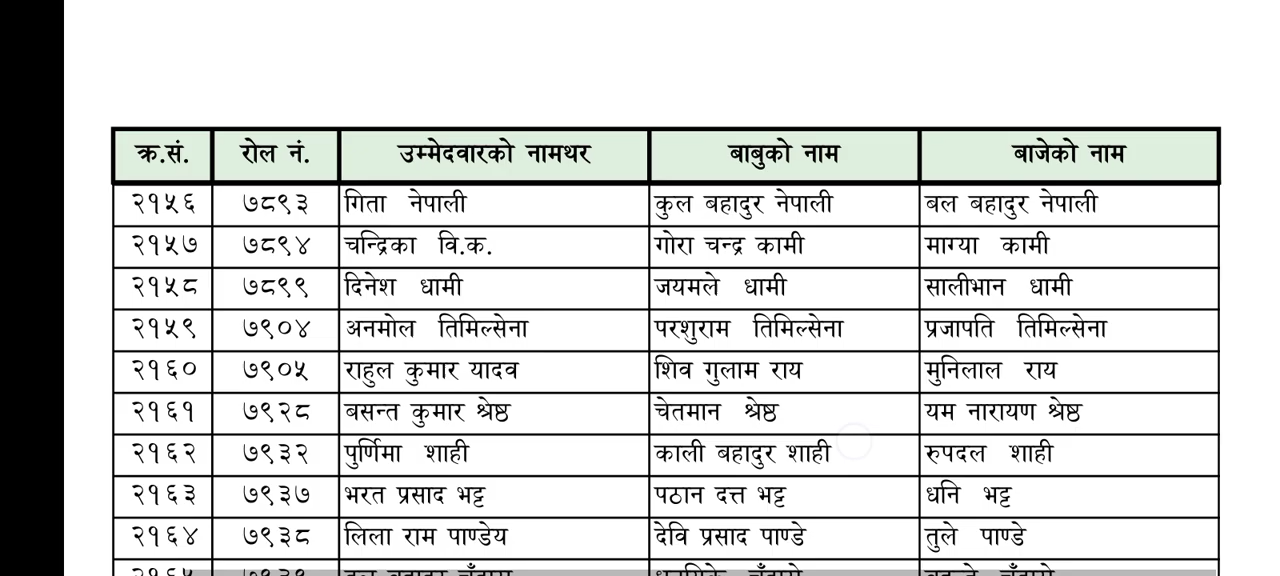 क्र.सं. रोल नं. उम्मेदवारको नामथर बाबुको नाम बाजेको नाम
२१५६ ७८९३ गिता नेपाली कुल बहादुर नेपाली बल बहादुर नेपाली
२१५७ ७८९४ चन्द्रिका वि.क. गोरा चन्द्र कामी माग्या कामी
२१५८ ७८९९ दिनेश धामी जयमले धामी सालीभान धामी
२१५९ ७९०४ अनमोल तिमिल्सेना परशुराम तिमिल्सेना प्रजापति तिमिल्सेना
२१६० ७९०५ राहुल कुमार यादव शिव गुलाम राय मुनिलाल राय
२१६१ ७९२८ बसन्त कुमार श्रेष्ठ चेतमान श्रेष्ठ यम नारायण श्रेष्ठ
२१६२ ७९३२ पुर्णिमा शाही काली बहादुर शाही रुपदल शाही
२१६३ ७९३७ भरत प्रसाद भट्ट पठान दत्त भट्ट धनि भट्ट
२१६४ ७९३८ लिला राम पाण्डेय देवि प्रसाद पाण्डे तुले पाण्डे